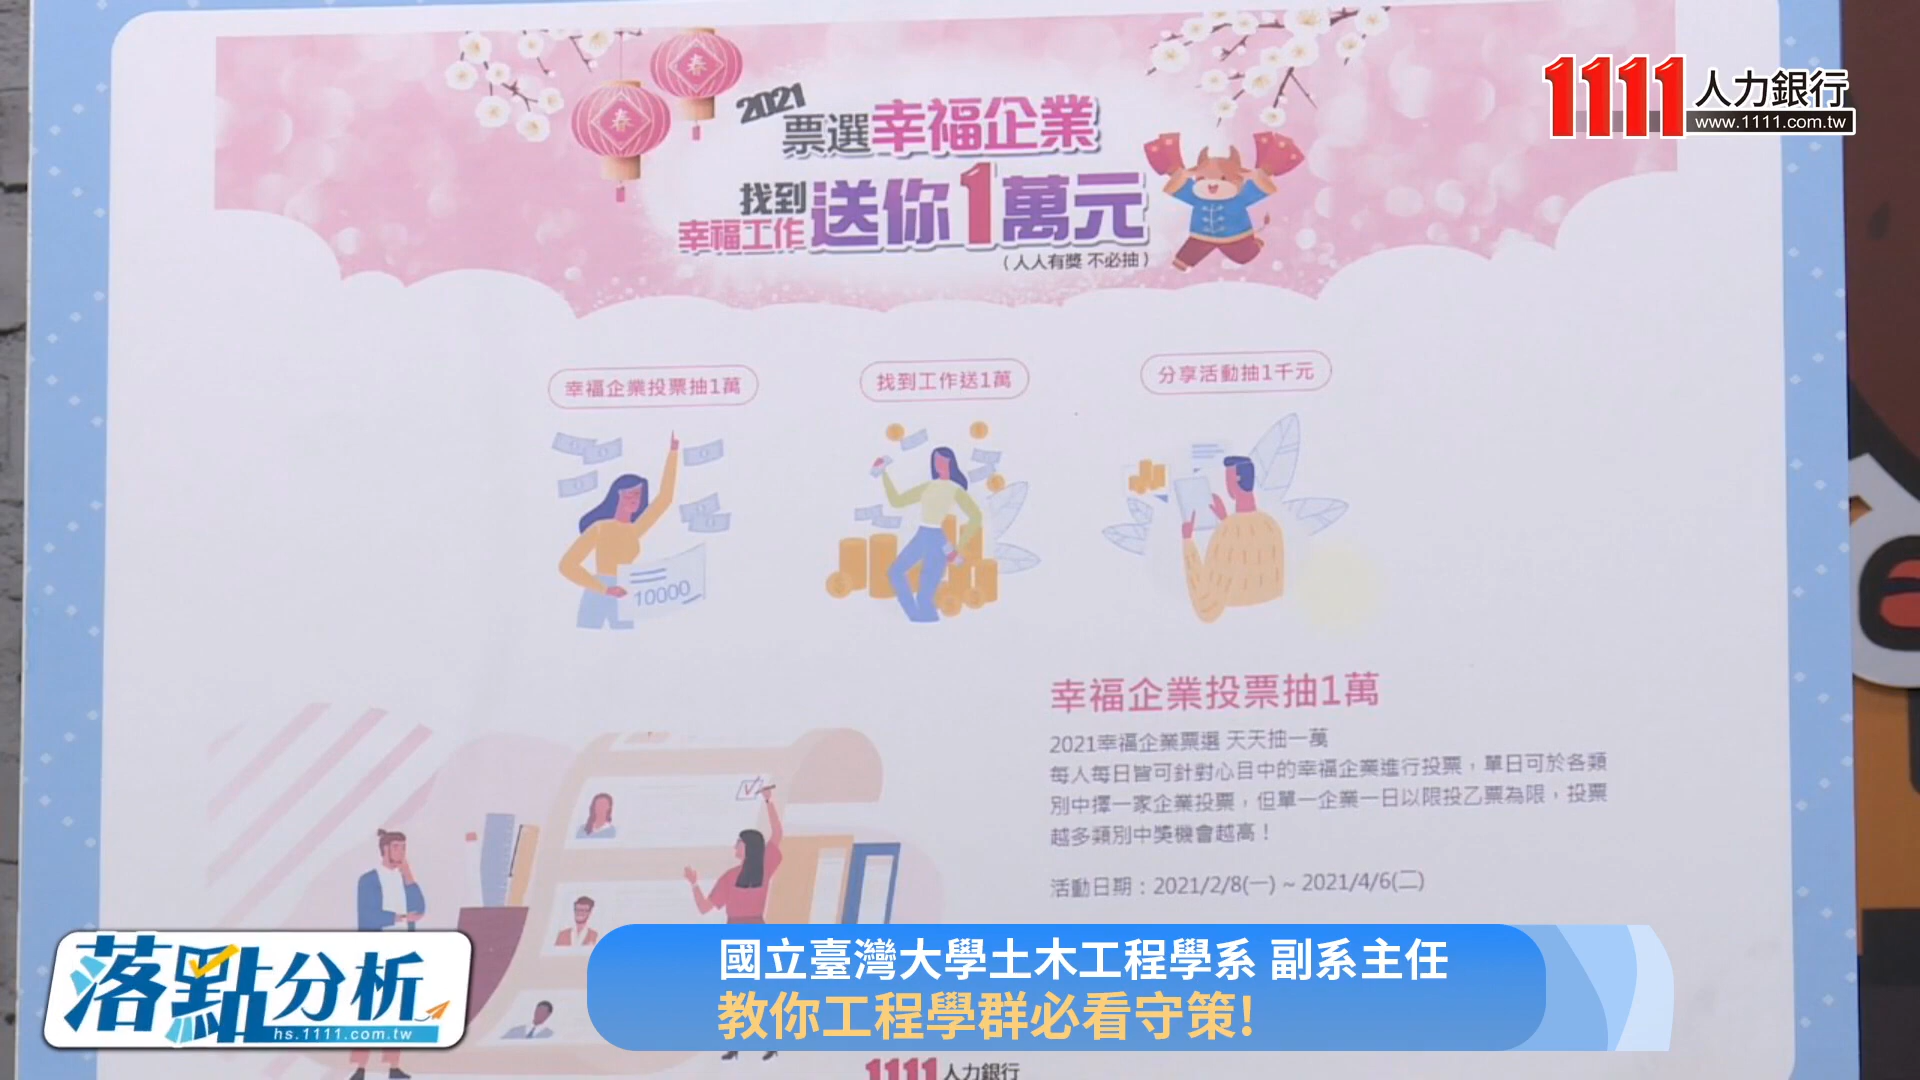 春
春
2021
票選幸福企業
找到
幸福工作 送你1萬元
(人人有獎 不必抽)
1111 人力銀行
www.1111.com.tw
幸福企業投票抽1萬
找到工作送1萬
分享活動抽1千元
10000
幸福企業投票抽1萬
2021幸福企業票選 天天抽一萬
每人每日皆可針對心目中的幸福企業進行投票，單日可於各類
別中擇一家企業投票，但單一企業一日以限投乙票為限，投票
越多類別中獎機會越高！
活動日期：2021/2/8(一) ~ 2021/4/6(二)
落點分析
hs.1111.com.tw
國立臺灣大學土木工程學系 副系主任
教你工程學群必看守策!
1111 人力銀行